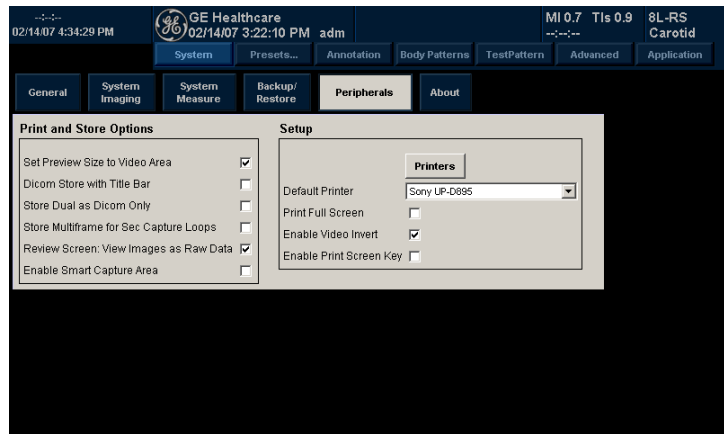 --:--:--
02/14/07 4:34:29 PM
GE Healthcare
02/14/07 3:22:10 PM adm
MI 0.7 TIs 0.9
--:--:--
8L-RS
Carotid
System Presets... Annotation Body Patterns TestPattern Advanced Application
General
System
Imaging
System
Measure
Backup/
Restore
Peripherals
About
Print and Store Options
Set Preview Size to Video Area
Dicom Store with Title Bar
Store Dual as Dicom Only
Store Multiframe for Sec Capture Loops
Review Screen: View Images as Raw Data
Enable Smart Capture Area
Setup
Printers
Default Printer Sony UP-D895
Print Full Screen
Enable Video Invert
Enable Print Screen Key